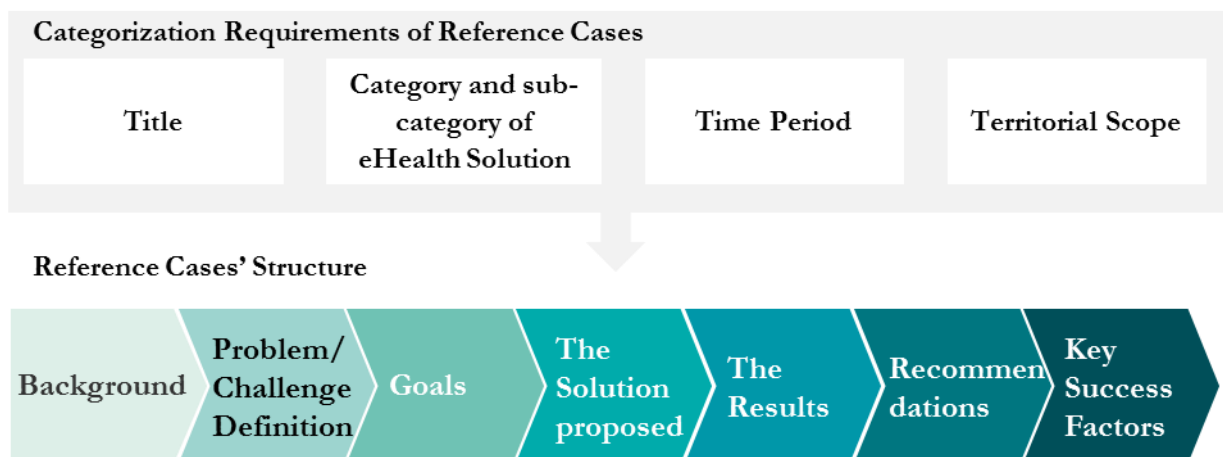 Categorization Requirements of Reference Cases
Title
Category and sub-
category of
eHealth Solution
Time Period
Territorial Scope
Reference Cases’ Structure
Background
Problem/
Challenge
Definition
Goals
The
Solution
proposed
The
Results
Recommen
dations
Key
Success
Factors